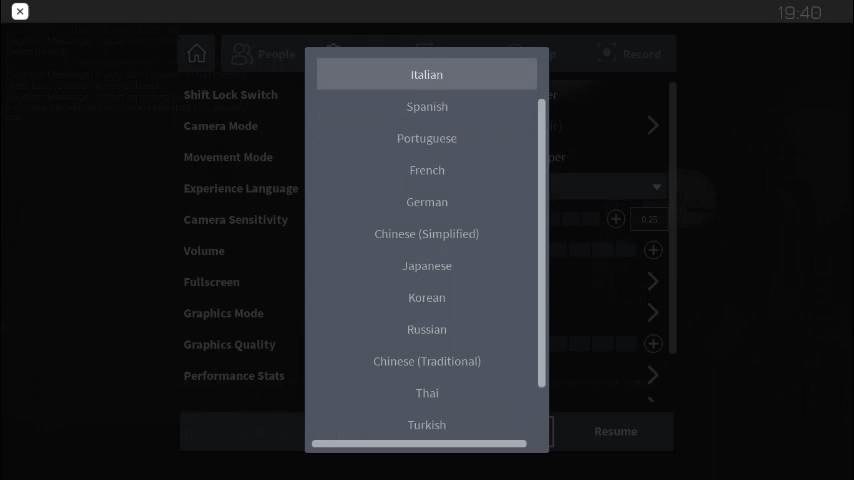 19:40
People
Record
Shift Lock Switch
Camera Mode
Movement Mode
Experience Language
Camera Sensitivity
0.25
Volume
Fullscreen
Graphics Mode
Graphics Quality
Performance Stats
Italian
Spanish
Portuguese
French
German
Chinese (Simplified)
Japanese
Korean
Russian
Chinese (Traditional)
Thai
Turkish
Resume